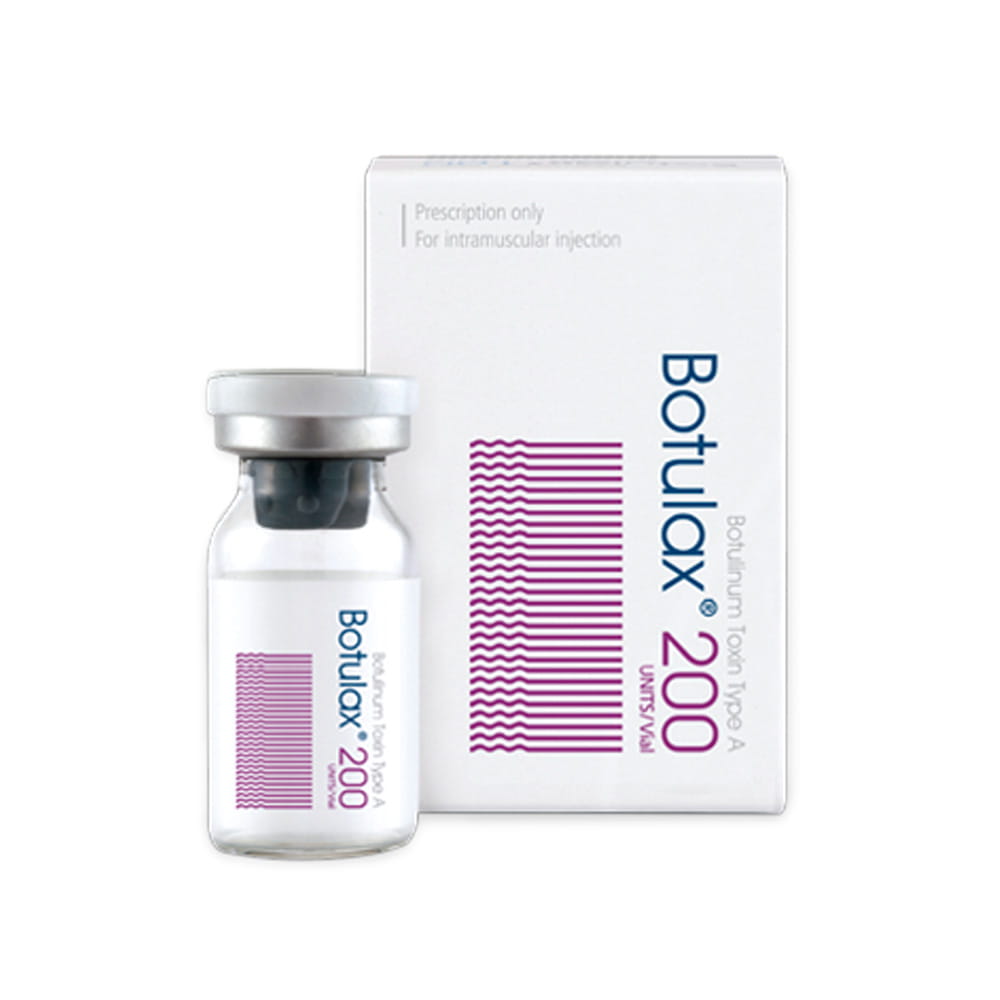 Prescription only
For intramuscular injection
Botulinum Toxin Type A
Botulax® 200
UNITS/Vial
Botulinum Toxin Type A
Botulax® 200
UNITS/Vial